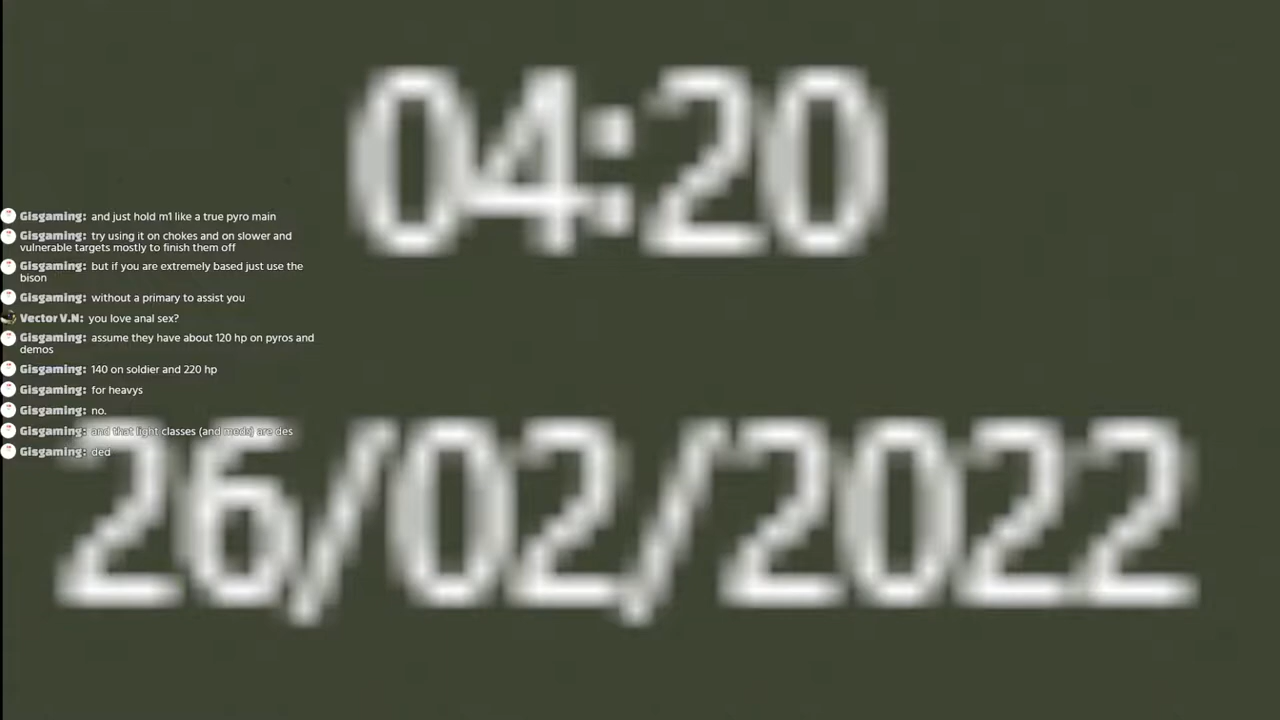 04:20
Gisgaming: and just hold m1 like a true pyro main
Gisgaming: try using it on chokes and on slower and
vulnerable targets mostly to finish them off
Gisgaming: but if you are extremely based just use the
bison
Gisgaming: without a primary to assist you
Vector V.N: you love anal sex?
Gisgaming: assume they have about 120 hp on pyros and
demos
Gisgaming: 140 on soldier and 220 hp
Gisgaming: for heavys
Gisgaming: no.
Gisgaming: and that light classes (and meds) are des
Gisgaming: ded
26/02/2022